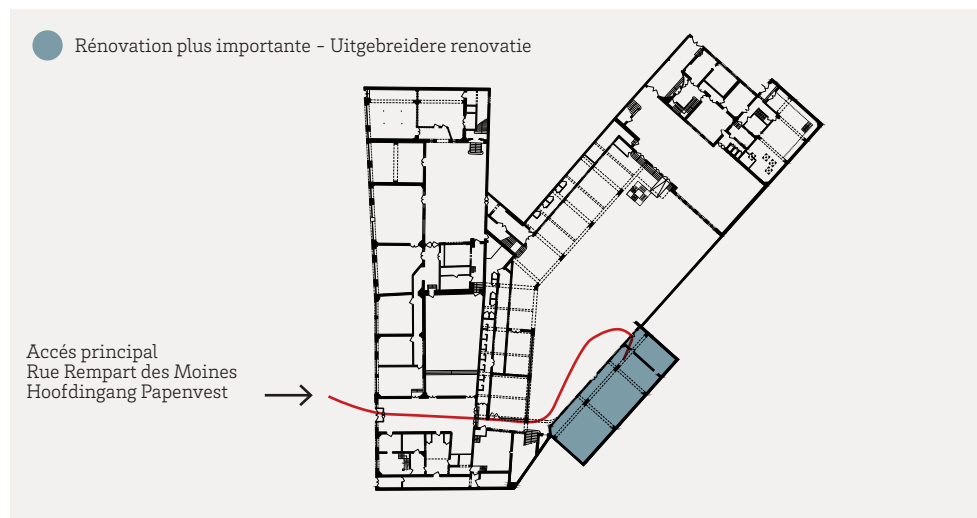 Rénovation plus importante - Uitgebreidere renovatie
Accés principal
Rue Rempart des Moines
Hoofdingang Papenvest